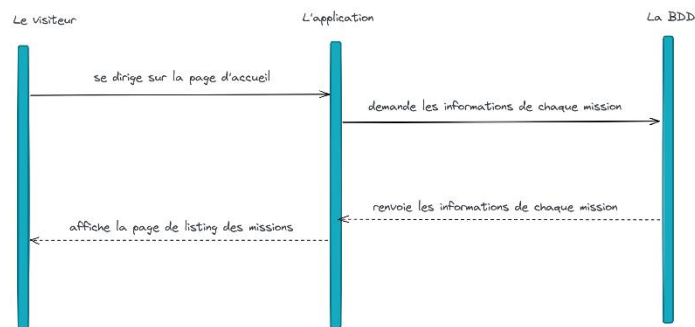 Le visiteur
L'application
La BDD
se dirige sur la page d'accueil
demande les informations de chaque mission
renvoie les informations de chaque mission
affiche la page de listing des missions